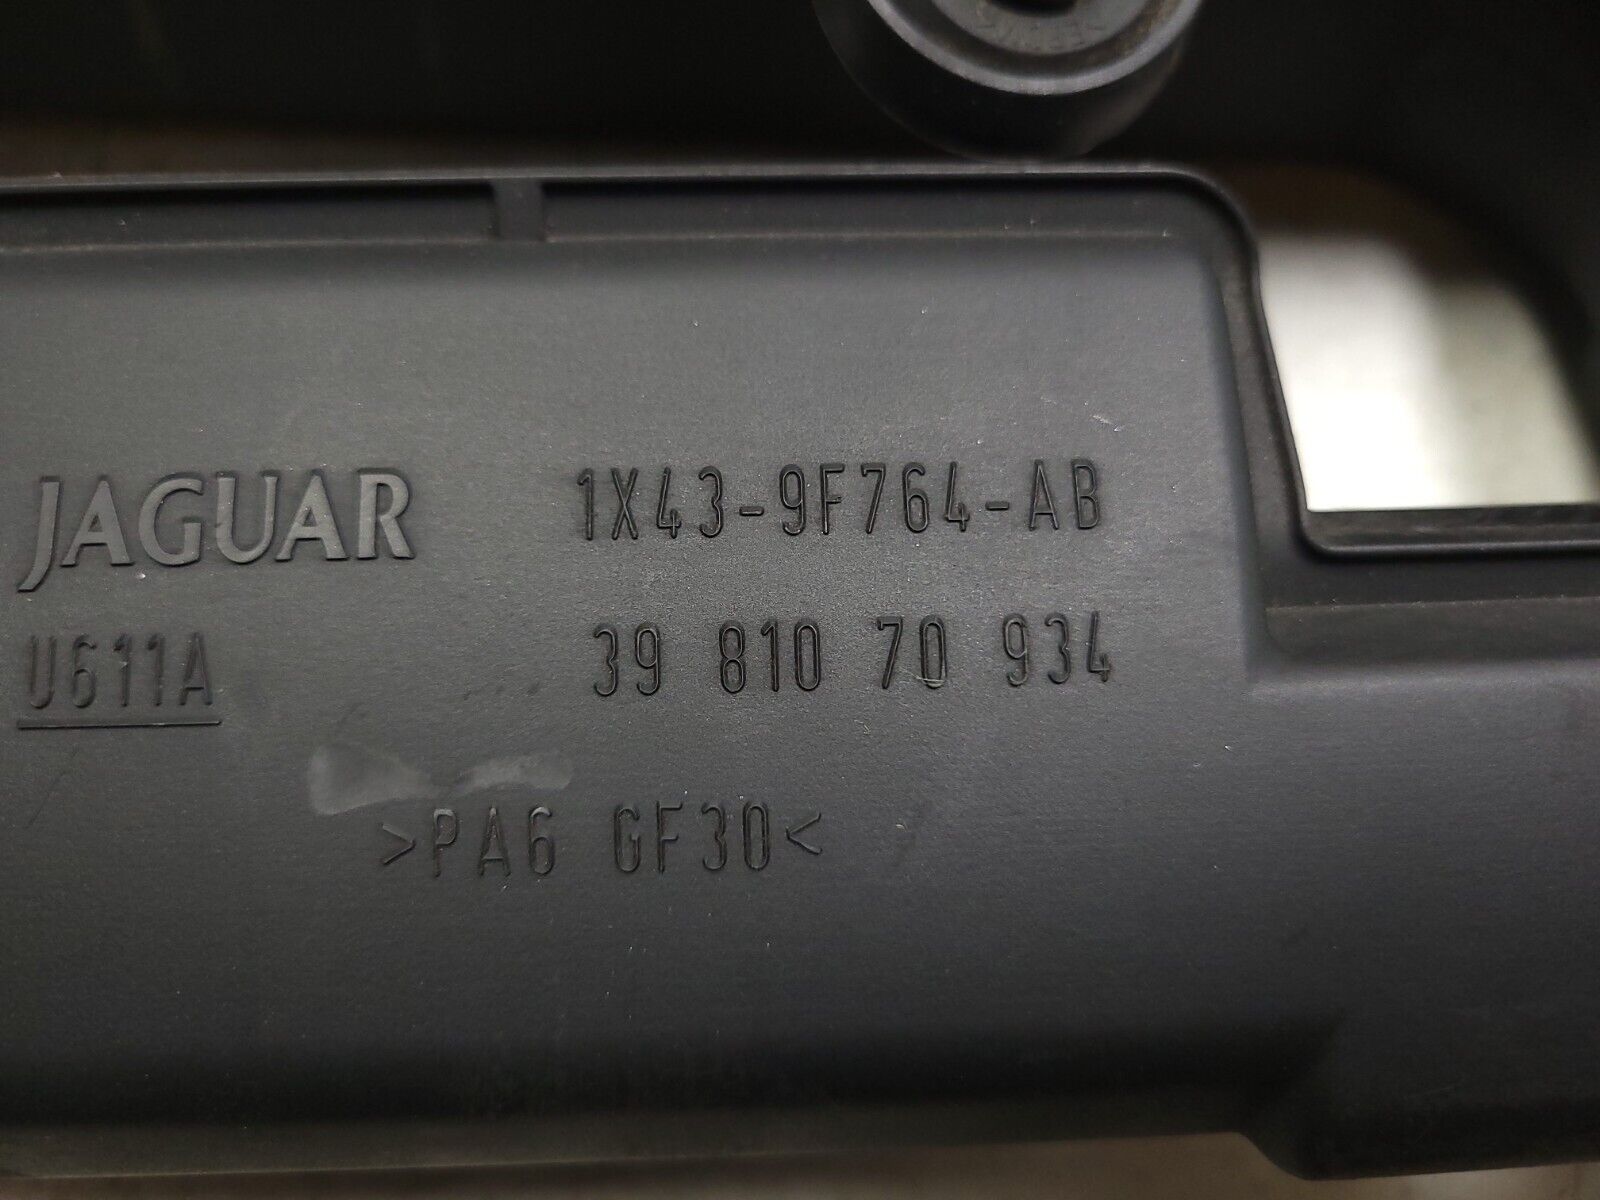 JAGUAR 1X43-9F764-AB
U611A 39 810 70 934
>PA6 GF30<